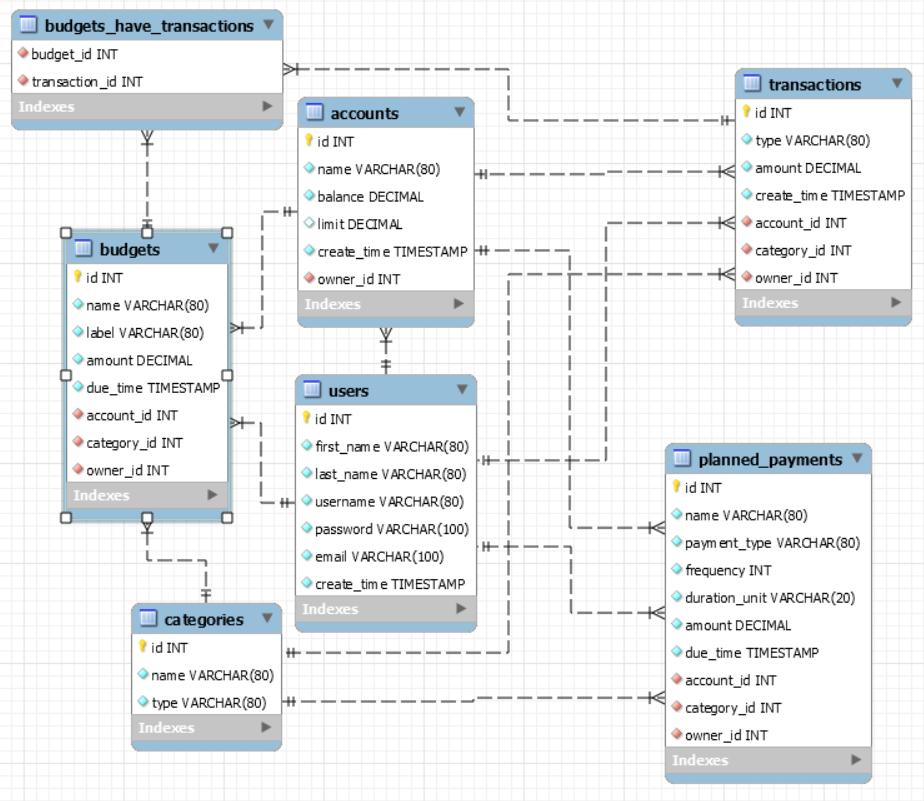 budgets_have_transactions
budget_id INT
transaction_id INT
Indexes
accounts
id INT
name VARCHAR(80)
balance DECIMAL
limit DECIMAL
create_time TIMESTAMP
owner_id INT
Indexes
transactions
id INT
type VARCHAR(80)
amount DECIMAL
create_time TIMESTAMP
account_id INT
category_id INT
owner_id INT
Indexes
budgets
id INT
name VARCHAR(80)
label VARCHAR(80)
amount DECIMAL
due_time TIMESTAMP
account_id INT
category_id INT
owner_id INT
Indexes
users
id INT
first_name VARCHAR(80)
last_name VARCHAR(80)
username VARCHAR(80)
password VARCHAR(100)
email VARCHAR(100)
create_time TIMESTAMP
Indexes
planned_payments
id INT
name VARCHAR(80)
payment_type VARCHAR(80)
frequency INT
duration_unit VARCHAR(20)
amount DECIMAL
due_time TIMESTAMP
account_id INT
category_id INT
owner_id INT
Indexes
categories
id INT
name VARCHAR(80)
type VARCHAR(80)
Indexes